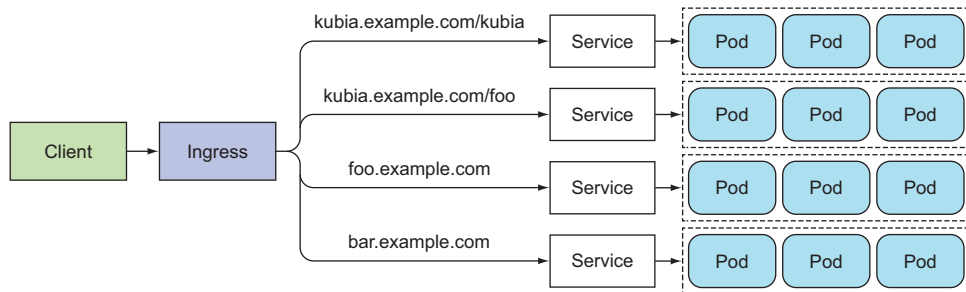 kubia.example.com/kubia
Service
Pod Pod Pod
kubia.example.com/foo
Service
Pod Pod Pod
Client
Ingress
foo.example.com
Service
Pod Pod Pod
bar.example.com
Service
Pod Pod Pod